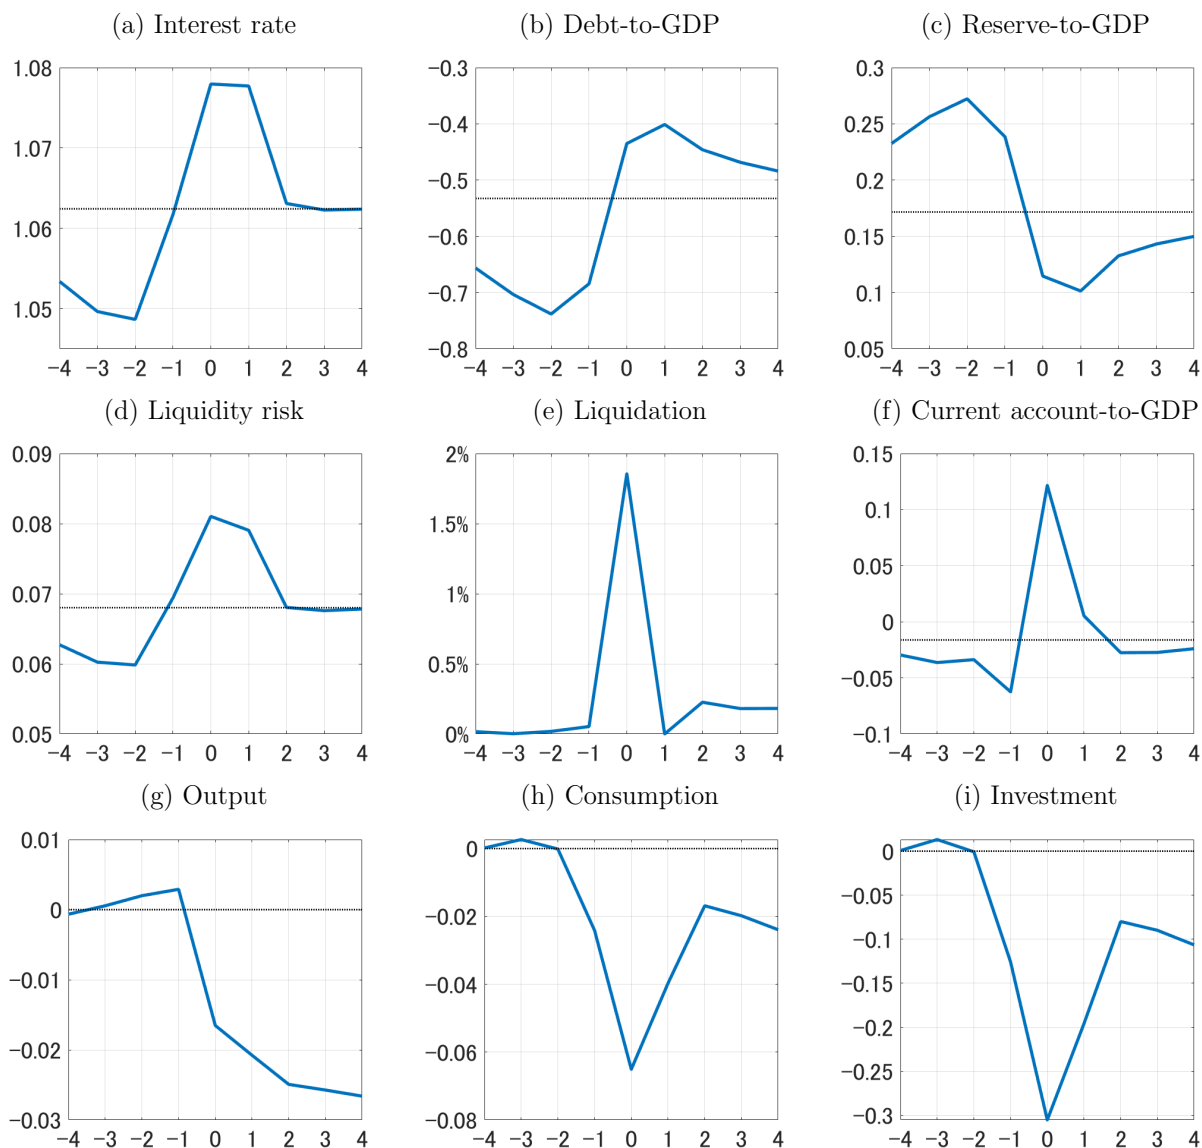 (a) Interest rate
(b) Debt-to-GDP
(c) Reserve-to-GDP
1.08
1.07
1.06
1.05
−4 −3 −2 −1 0 1 2 3 4
−0.3
−0.4
−0.5
−0.6
−0.7
−0.8
−4 −3 −2 −1 0 1 2 3 4
0.3
0.25
0.2
0.15
0.1
0.05
−4 −3 −2 −1 0 1 2 3 4
(d) Liquidity risk
(e) Liquidation
(f) Current account-to-GDP
0.09
0.08
0.07
0.06
0.05
−4 −3 −2 −1 0 1 2 3 4
2%
1.5%
1%
0.5%
0%
−4 −3 −2 −1 0 1 2 3 4
0.15
0.1
0.05
0
−0.05
−0.1
−4 −3 −2 −1 0 1 2 3 4
(g) Output
(h) Consumption
(i) Investment
0.01
0
−0.01
−0.02
−0.03
−4 −3 −2 −1 0 1 2 3 4
0
−0.02
−0.04
−0.06
−0.08
−4 −3 −2 −1 0 1 2 3 4
0
−0.05
−0.1
−0.15
−0.2
−0.25
−0.3
−4 −3 −2 −1 0 1 2 3 4